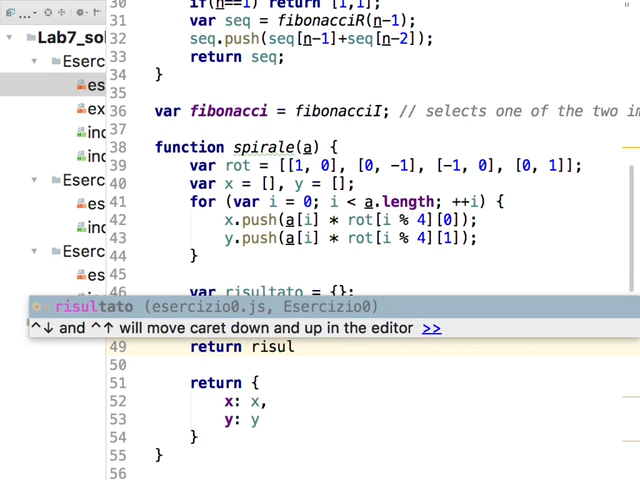 Lab7_sol
Eserc
es
ex
inc
inc
Eserc
es
inc
Eserc
es
30 if(n==1) return [1,1];
31 var seq = fibonacciR(n-1);
32 seq.push(seq[n-1]+seq[n-2]);
33 return seq;
34 }
35
36 var fibonacci = fibonacciI; // selects one of the two im
37
38 function spirale(a) {
39 var rot = [[1, 0], [0, -1], [-1, 0], [0, 1]];
40 var x = [], y = [];
41 for (var i = 0; i < a.length; ++i) {
42 x.push(a[i] * rot[i % 4][0]);
43 y.push(a[i] * rot[i % 4][1]);
44 }
45
46 var risultato = {};
risultato (esercizio0.js, Esercizio0)
^↓ and ^↑ will move caret down and up in the editor >>
49 return risul
50
51 return {
52 x: x,
53 y: y
54 }
55 }
56